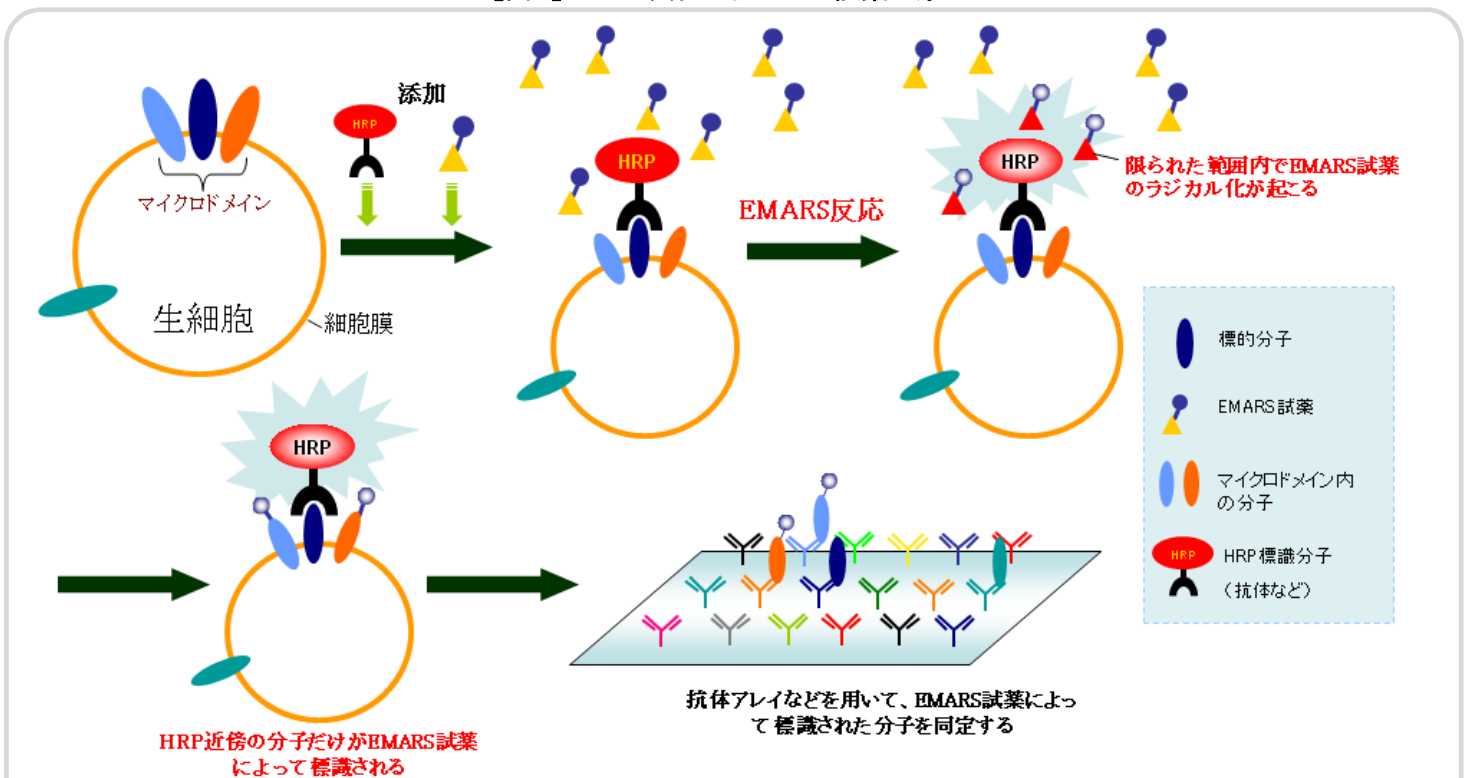 添加
HRP
マイクロドメイン
生細胞
細胞膜
HRP
EMARS反応
HRP
限られた範囲内でEMARS試薬
のラジカル化が起こる
標的分子
EMARS試薬
マイクロドメイン内
の分子
HRP
HRP標識分子
（抗体など）
HRP
HRP近傍の分子だけがEMARS試薬
によって標識される
抗体アレイなどを用いて、EMARS試薬によっ
て標識された分子を同定する